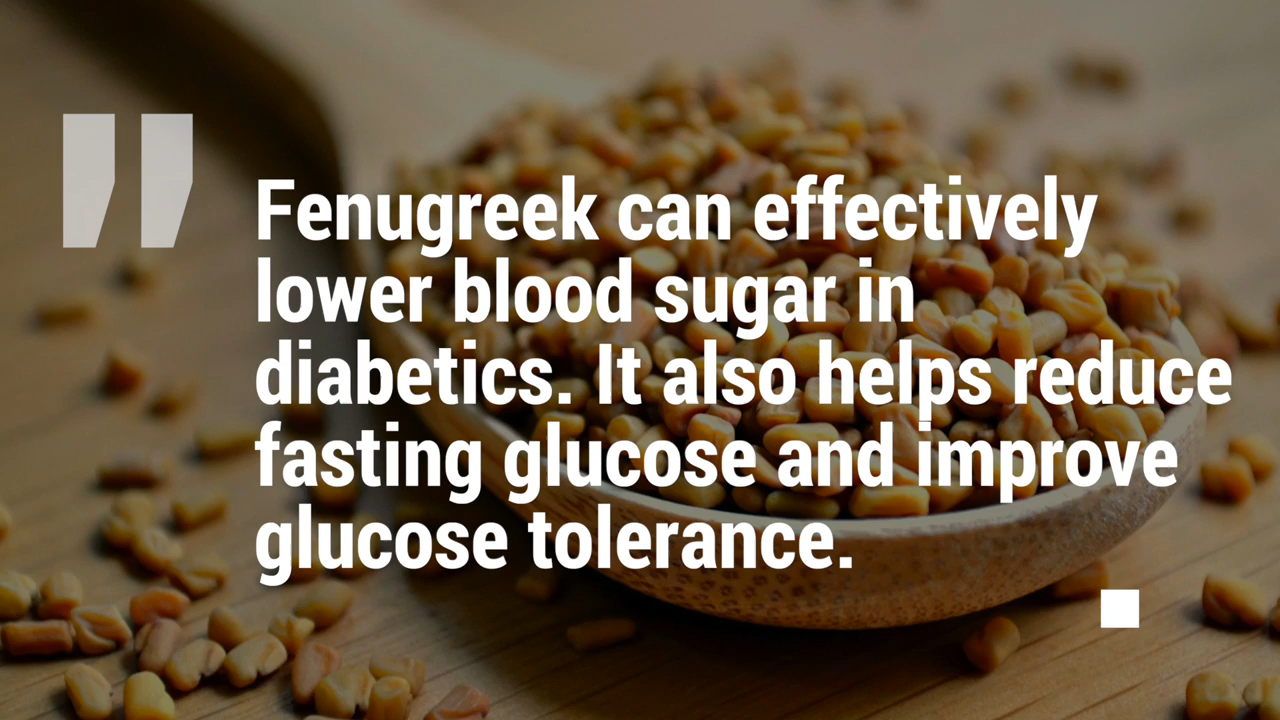 "
Fenugreek can effectively
lower blood sugar in
diabetics. It also helps reduce
fasting glucose and improve
glucose tolerance.